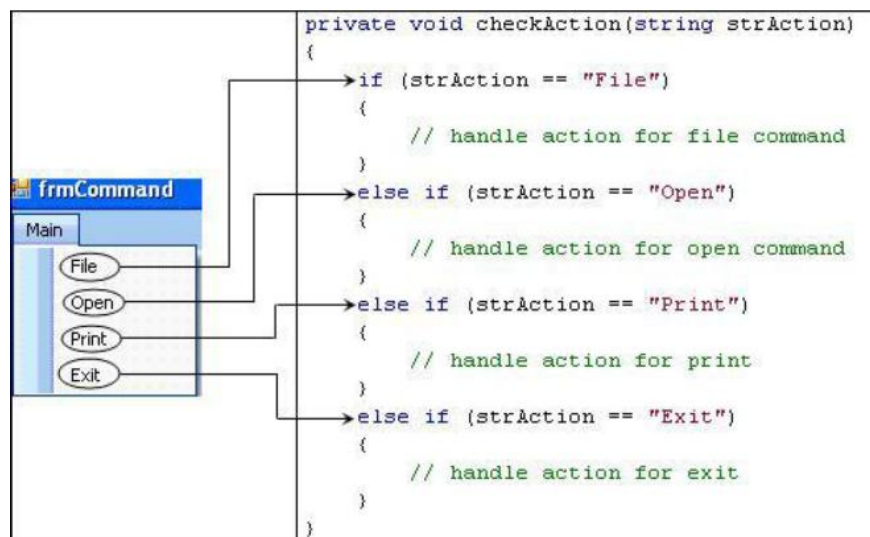 frmCommand
Main
File
Open
Print
Exit
private void checkAction(string strAction)
{
if (strAction == "File")
{
// handle action for file command
}
else if (strAction == "Open")
{
// handle action for open command
}
else if (strAction == "Print")
{
// handle action for print
}
else if (strAction == "Exit")
{
// handle action for exit
}
}